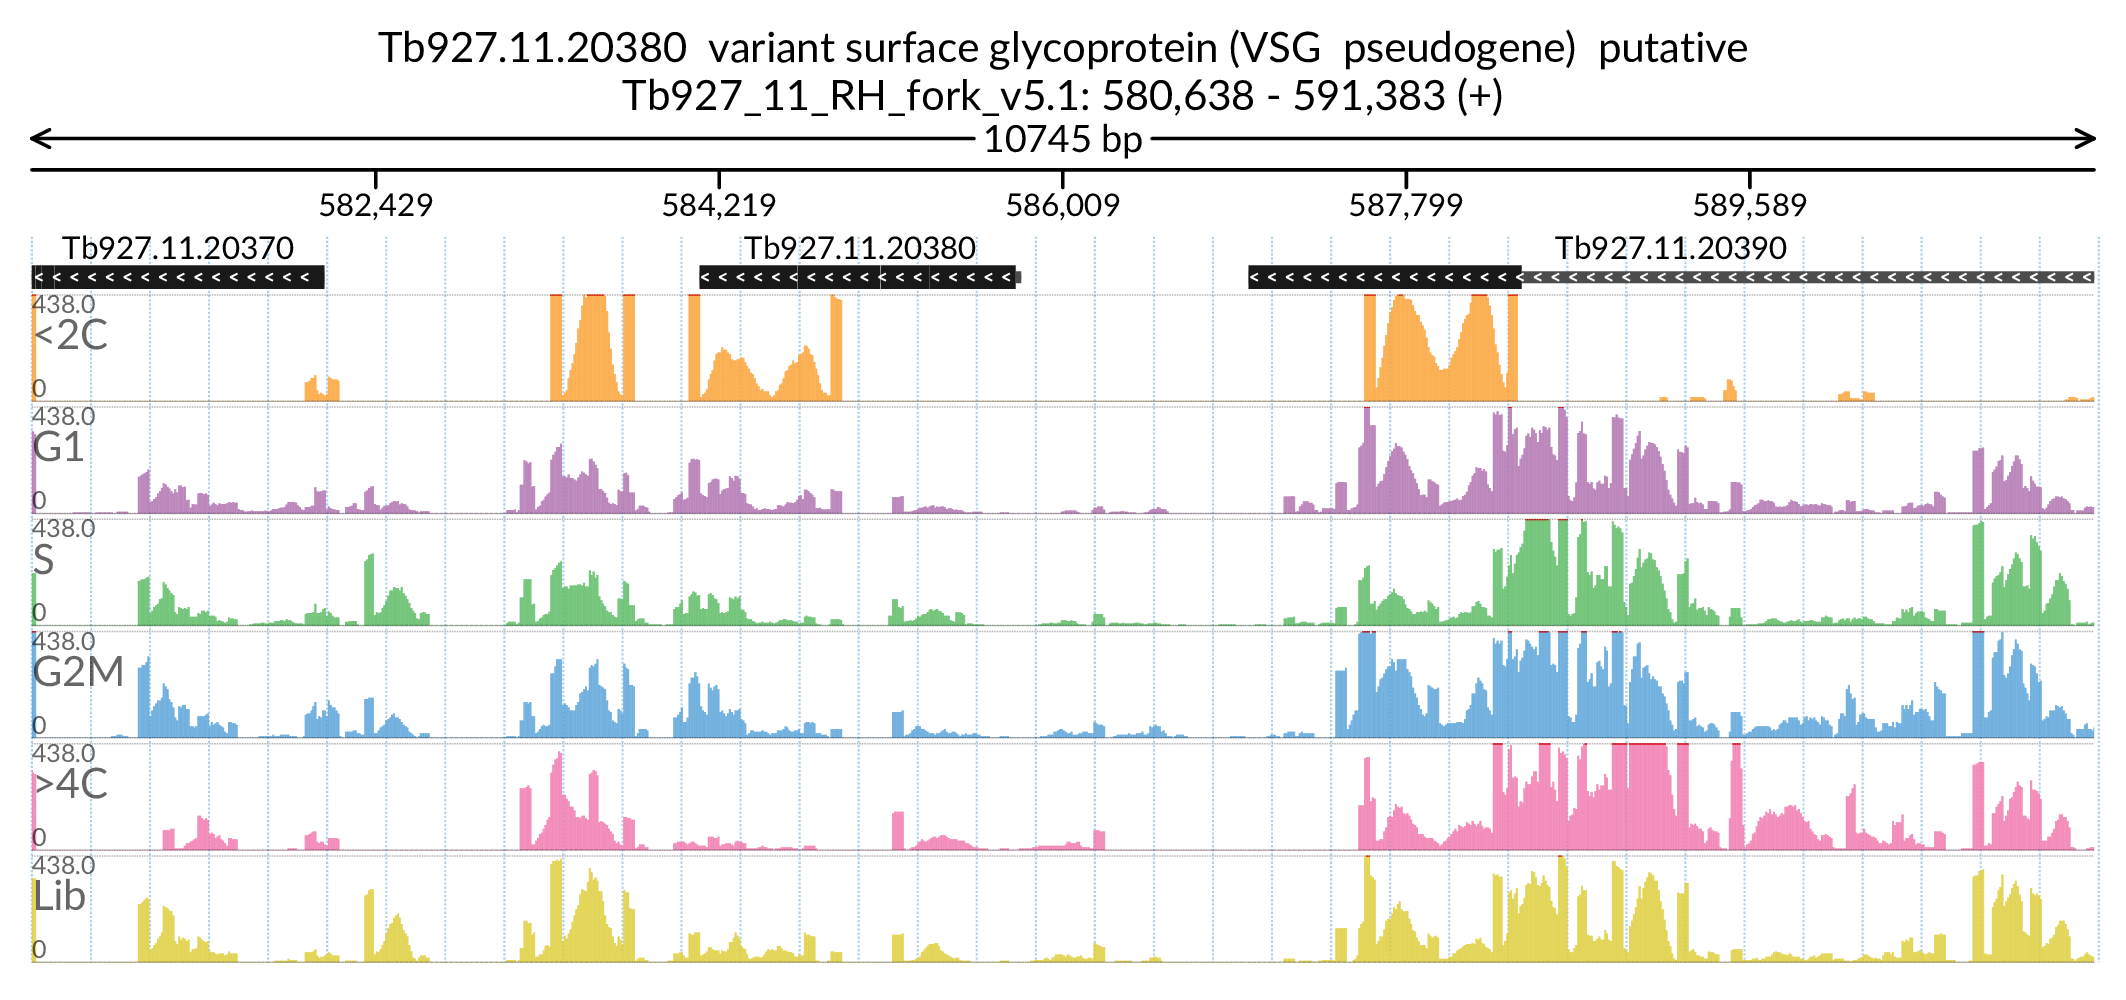 Tb927.11.20380  variant surface glycoprotein (VSG  pseudogene)  putative
Tb927_11_RH_fork_v5.1: 580,638 - 591,383 (+)
10745 bp
582,429 584,219 586,009 587,799 589,589
Tb927.11.20370 Tb927.11.20380 Tb927.11.20390
438.0
<2C
0
438.0
G1
0
438.0
S
0
438.0
G2M
0
438.0
>4C
0
438.0
Lib
0